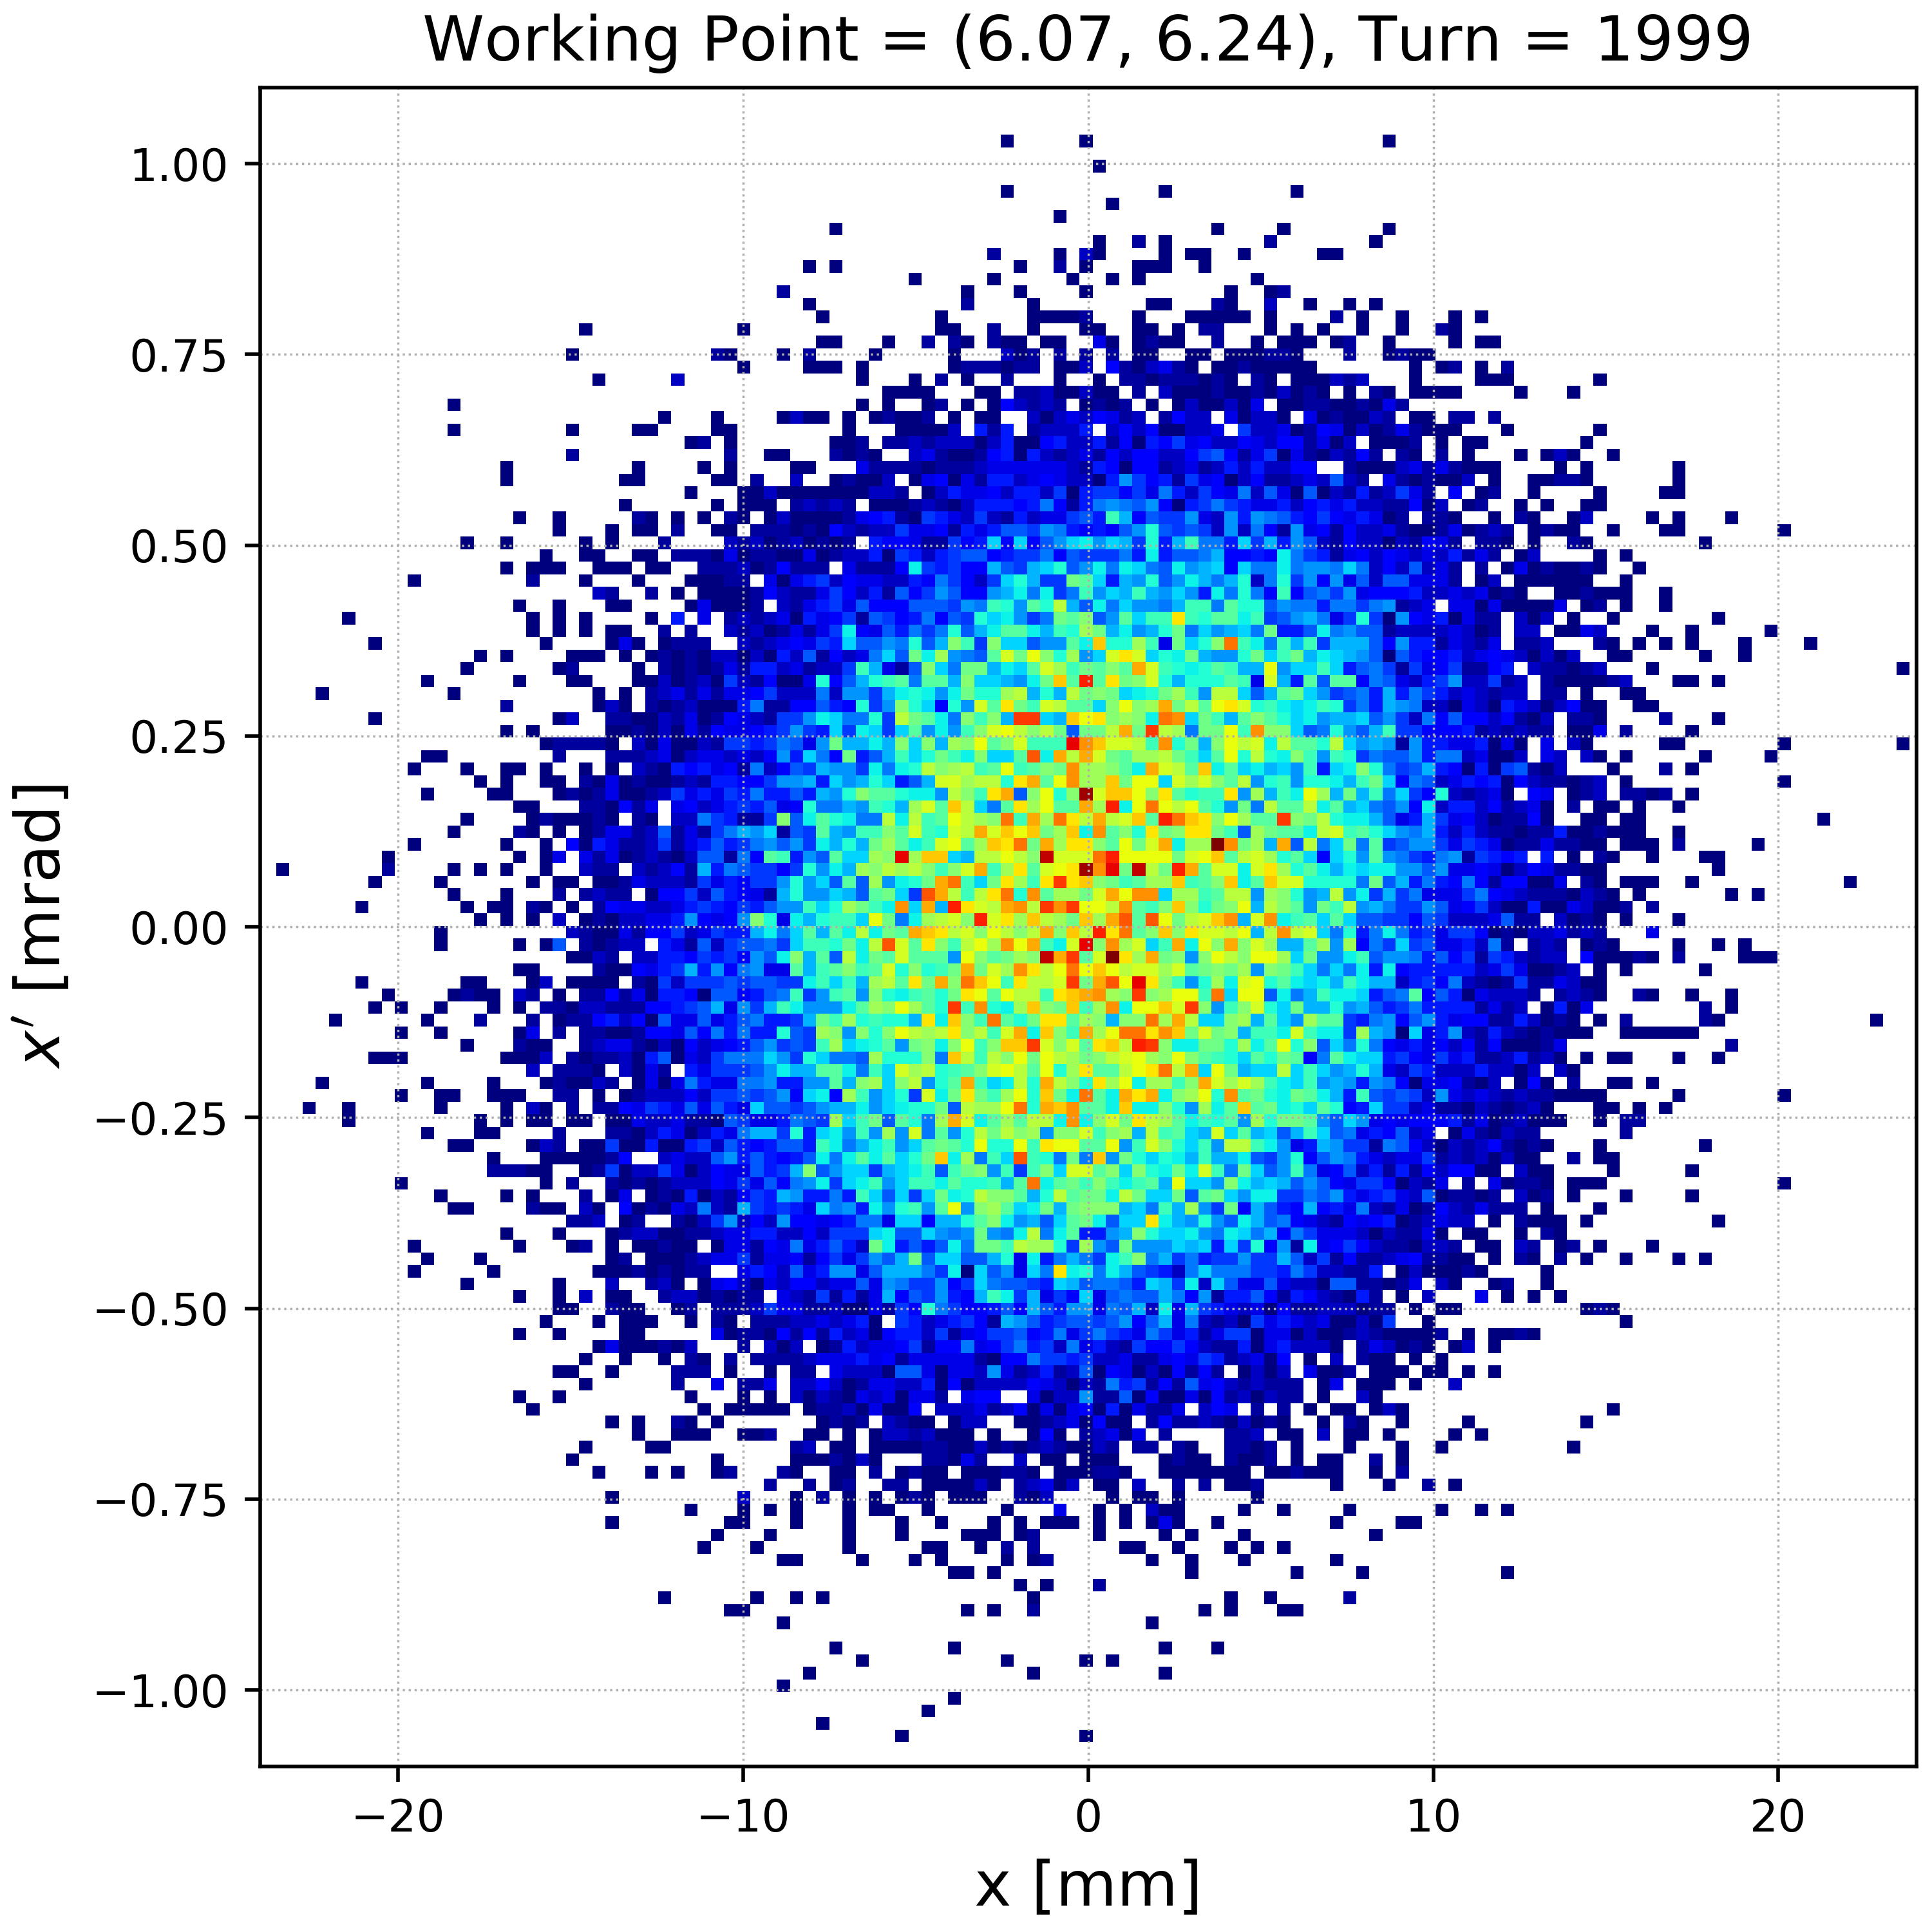 Working Point = (6.07, 6.24), Turn = 1999
1.00
0.75
0.50
0.25
0.00
−0.25
−0.50
−0.75
−1.00
x′ [mrad]
−20 −10 0 10 20
x [mm]